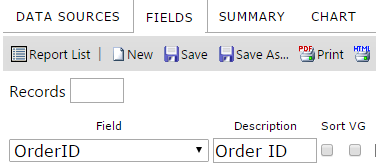 DATA SOURCES FIELDS SUMMARY CHART
Report List | New Save Save As... PDF Print HTML
Records
Field Description Sort VG
OrderID Order ID